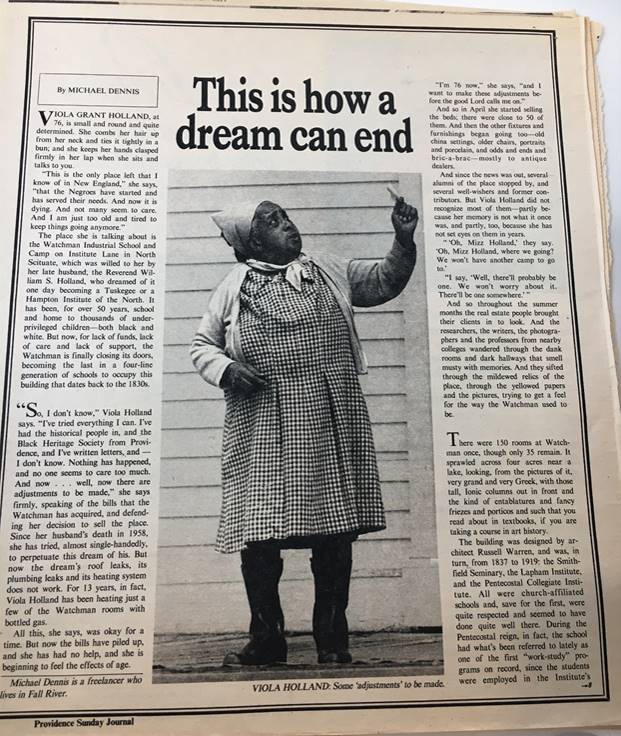 By MICHAEL DENNIS
This is how a
dream can end
VIOLA GRANT HOLLAND, at
76, is small and round and quite
determined. She combs her hair up
from her neck and ties it tightly in a
bun; and she keeps her hands clasped
firmly in her lap when she sits and
talks to you.
"This is the only place left that I
know of in New England," she says,
"that the Negroes have started and
has served their needs. And now it is
dying. And not many seem to care.
And I am just too old and tired to
keep things going anymore."
The place she is talking about is
the Watchman Industrial School and
Camp on Institute Lane in North
Scituate, which was willed to her by
her late husband, the Reverend Wil-
liam S. Holland, who dreamed of it
one day becoming a Tuskegee or a
Hampton Institute of the North. It
has been, for over 50 years, school
and home to thousands of under-
privileged children—both black and
white. But now, for lack of funds, lack
of care and lack of support, the
Watchman is finally closing its doors,
becoming the last in a four-line
generation of schools to occupy this
building that dates back to the 1830s.
"So, I don't know," Viola Holland
says. "I've tried everything I can. I've
had the historical people in, and the
Black Heritage Society from Provi-
dence, and I've written letters, and —
I don't know. Nothing has happened,
and no one seems to care too much.
And now . . . well, now there are
adjustments to be made," she says
firmly, speaking of the bills that the
Watchman has acquired, and defend-
ing her decision to sell the place.
Since her husband's death in 1958,
she has tried, almost single-handedly,
to perpetuate this dream of his. But
now the dream's roof leaks, its
plumbing leaks and its heating system
does not work. For 13 years, in fact,
Viola Holland has been heating just a
few of the Watchman rooms with
bottled gas.
All this, she says, was okay for a
time. But now the bills have piled up,
and she has had no help, and she is
beginning to feel the effects of age.
Michael Dennis is a freelancer who
lives in Fall River.
VIOLA HOLLAND: Some 'adjustments' to be made.
"I'm 76 now," she says, "and I
want to make these adjustments be-
fore the good Lord calls me on."
And so in April she started selling
the beds; there were close to 50 of
them. And then the other fixtures and
furnishings began going too—old
china settings, older chairs, portraits
and porcelain, and odds and ends and
bric-a-brac—mostly to antique
dealers.
And since the news was out, several
alumni of the place stopped by, and
several well-wishers and former con-
tributors. But Viola Holland did not
recognize most of them—partly be-
cause her memory is not what it once
was, and partly, too, because she has
not set eyes on them in years.
"'Oh, Mizz Holland,' they say.
'Oh, Mizz Holland, where we going?
We won't have another camp to go
to.'
"I say, 'Well, there'll probably be
one. We won't worry about it.
There'll be one somewhere.'"
And so throughout the summer
months the real estate people brought
their clients in to look. And the
researchers, the writers, the photogra-
phers and the professors from nearby
colleges wandered through the dank
rooms and dark hallways that smell
musty with memories. And they sifted
through the mildewed relics of the
place, through the yellowed papers
and the pictures, trying to get a feel
for the way the Watchman used to
be.
There were 150 rooms at Watch-
man once, though only 35 remain. It
sprawled across four acres near a
lake, looking, from the pictures of it,
very grand and very Greek, with those
tall, Ionic columns out in front and
the kind of entablatures and fancy
friezes and porticos and such that you
read about in textbooks, if you are
taking a course in art history.
The building was designed by ar-
chitect Russell Warren, and was, in
turn, from 1837 to 1919: the Smith-
field Seminary, the Lapham Institute,
and the Pentecostal Collegiate Insti-
tute. All were church-affiliated
schools and, save for the first, were
quite respected and seemed to have
done quite well there. During the
Pentecostal reign, in fact, the school
had what's been referred to lately as
one of the first "work-study" pro-
grams on record, since the students
were employed in the Institute's
Providence Sunday Journal